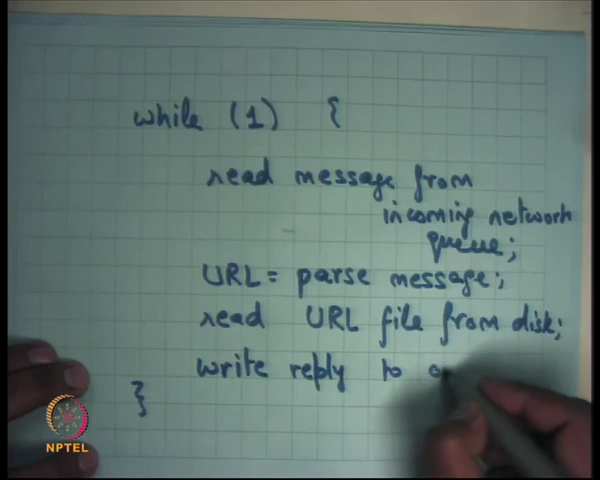 while (1) {
read message from
incoming network
queue;
URL = parse message;
read URL file from disk;
write reply to o
}
NPTEL